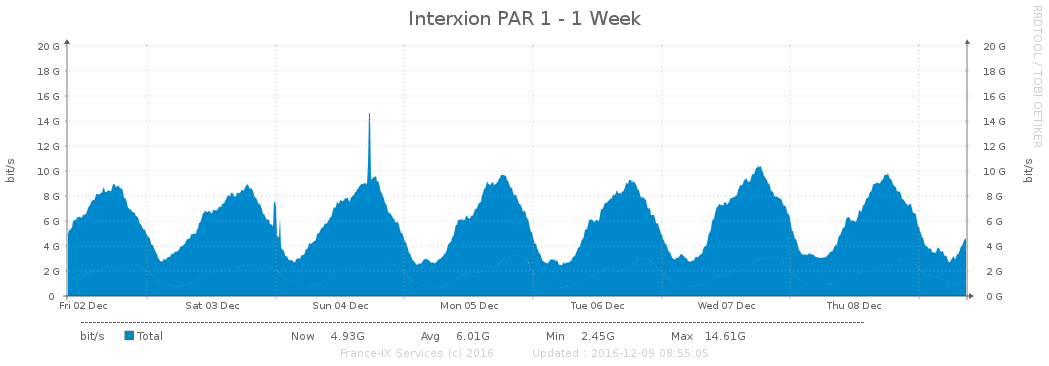 Interxion PAR 1 - 1 Week
RRDTOOL / TOBI OETIKER
bit/s
20 G 20 G
18 G 18 G
16 G 16 G
14 G 14 G
12 G 12 G
10 G 10 G
8 G 8 G
6 G 6 G
4 G 4 G
2 G 2 G
0 0 G
bit/s
Fri 02 Dec Sat 03 Dec Sun 04 Dec Mon 05 Dec Tue 06 Dec Wed 07 Dec Thu 08 Dec
bit/s Total Now 4.93G Avg 6.01G Min 2.45G Max 14.61G
France-IX Services (c) 2016 Updated : 2016-12-09 08:55:05